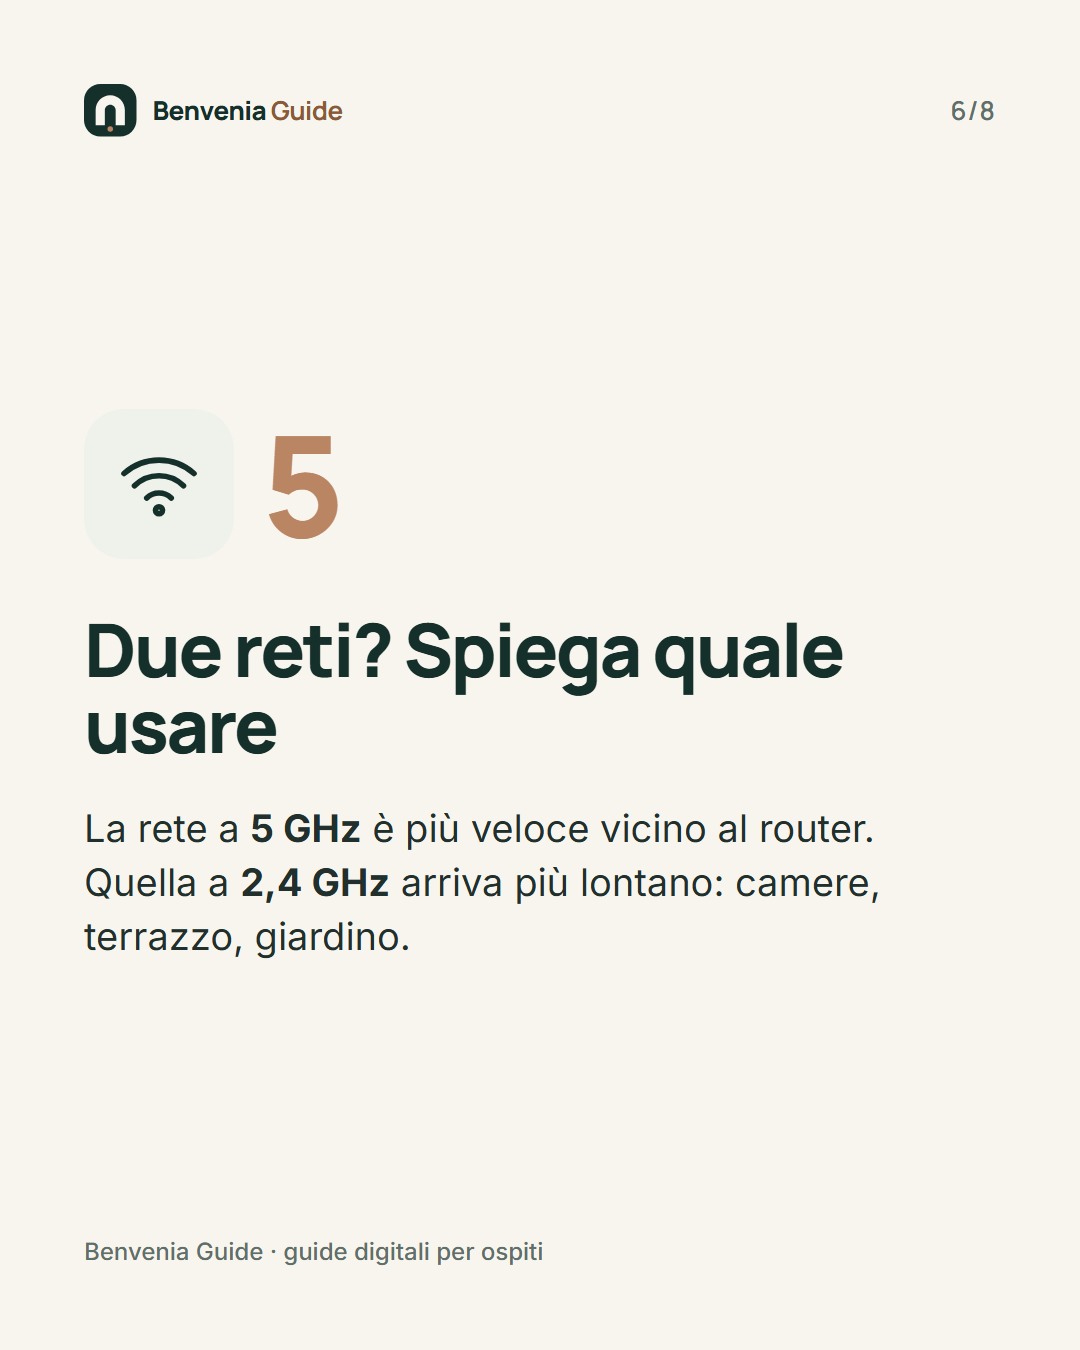 Benvenia Guide
6/8
5
Due reti? Spiega quale
usare
La rete a 5 GHz è più veloce vicino al router.
Quella a 2,4 GHz arriva più lontano: camere,
terrazzo, giardino.
Benvenia Guide · guide digitali per ospiti